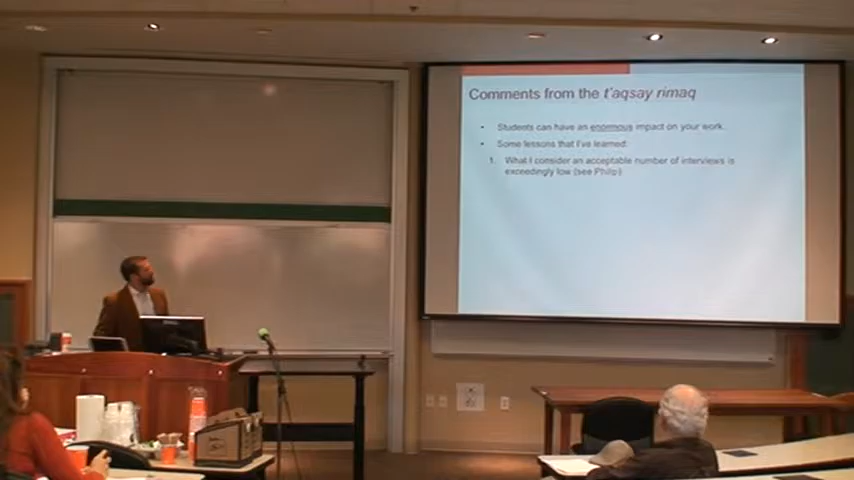 Comments from the t'aqsay rimaq
• Students can have an enormous impact on your work.
• Some lessons that I've learned:
1. What I consider an acceptable number of interviews is
exceedingly low (see Philip)